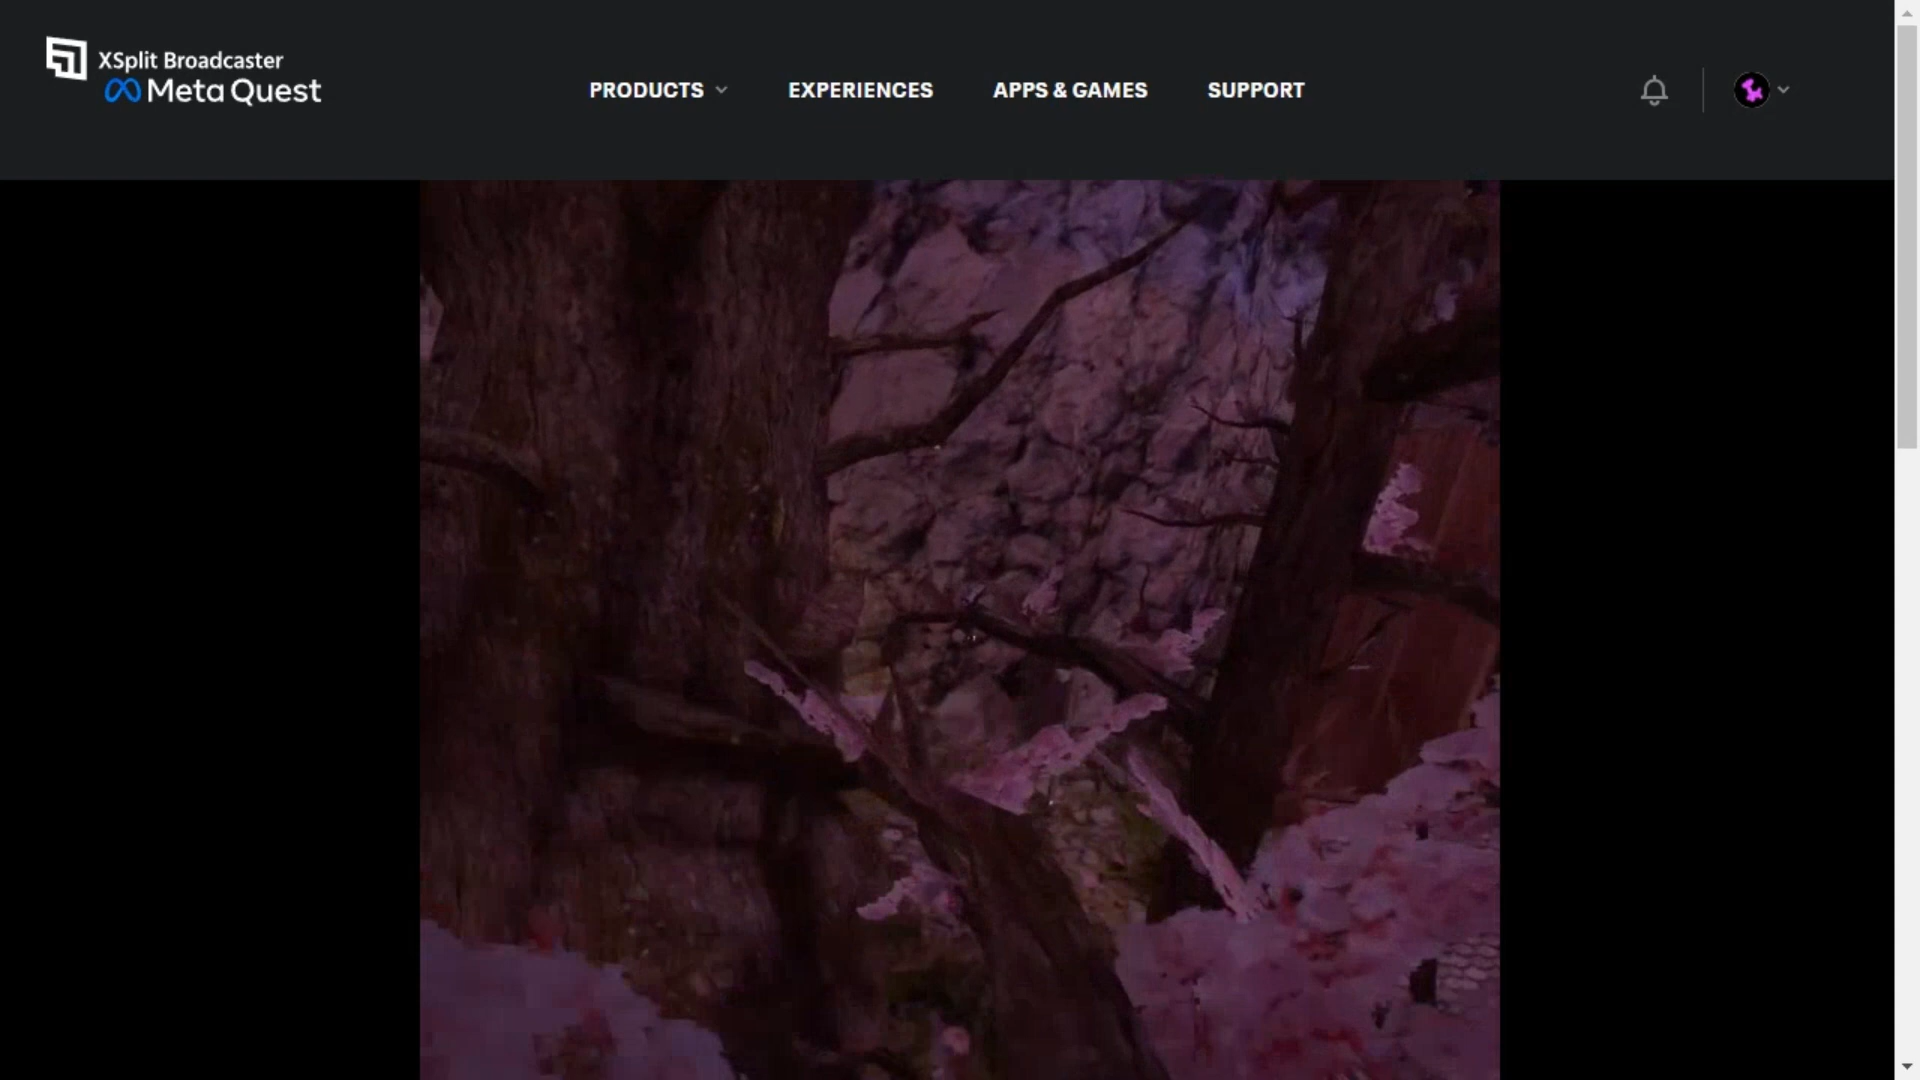 XSplit Broadcaster
Meta Quest
PRODUCTS
EXPERIENCES
APPS & GAMES
SUPPORT